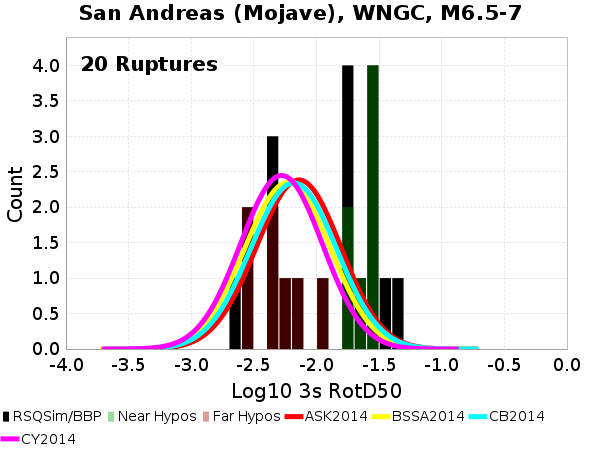 San Andreas (Mojave), WNGC, M6.5-7
20 Ruptures
Count
4.0
3.5
3.0
2.5
2.0
1.5
1.0
0.5
0.0
-4.0 -3.5 -3.0 -2.5 -2.0 -1.5 -1.0 -0.5 0.0
Log10 3s RotD50
RSQSim/BBP Near Hypos Far Hypos ASK2014 BSSA2014 CB2014
CY2014